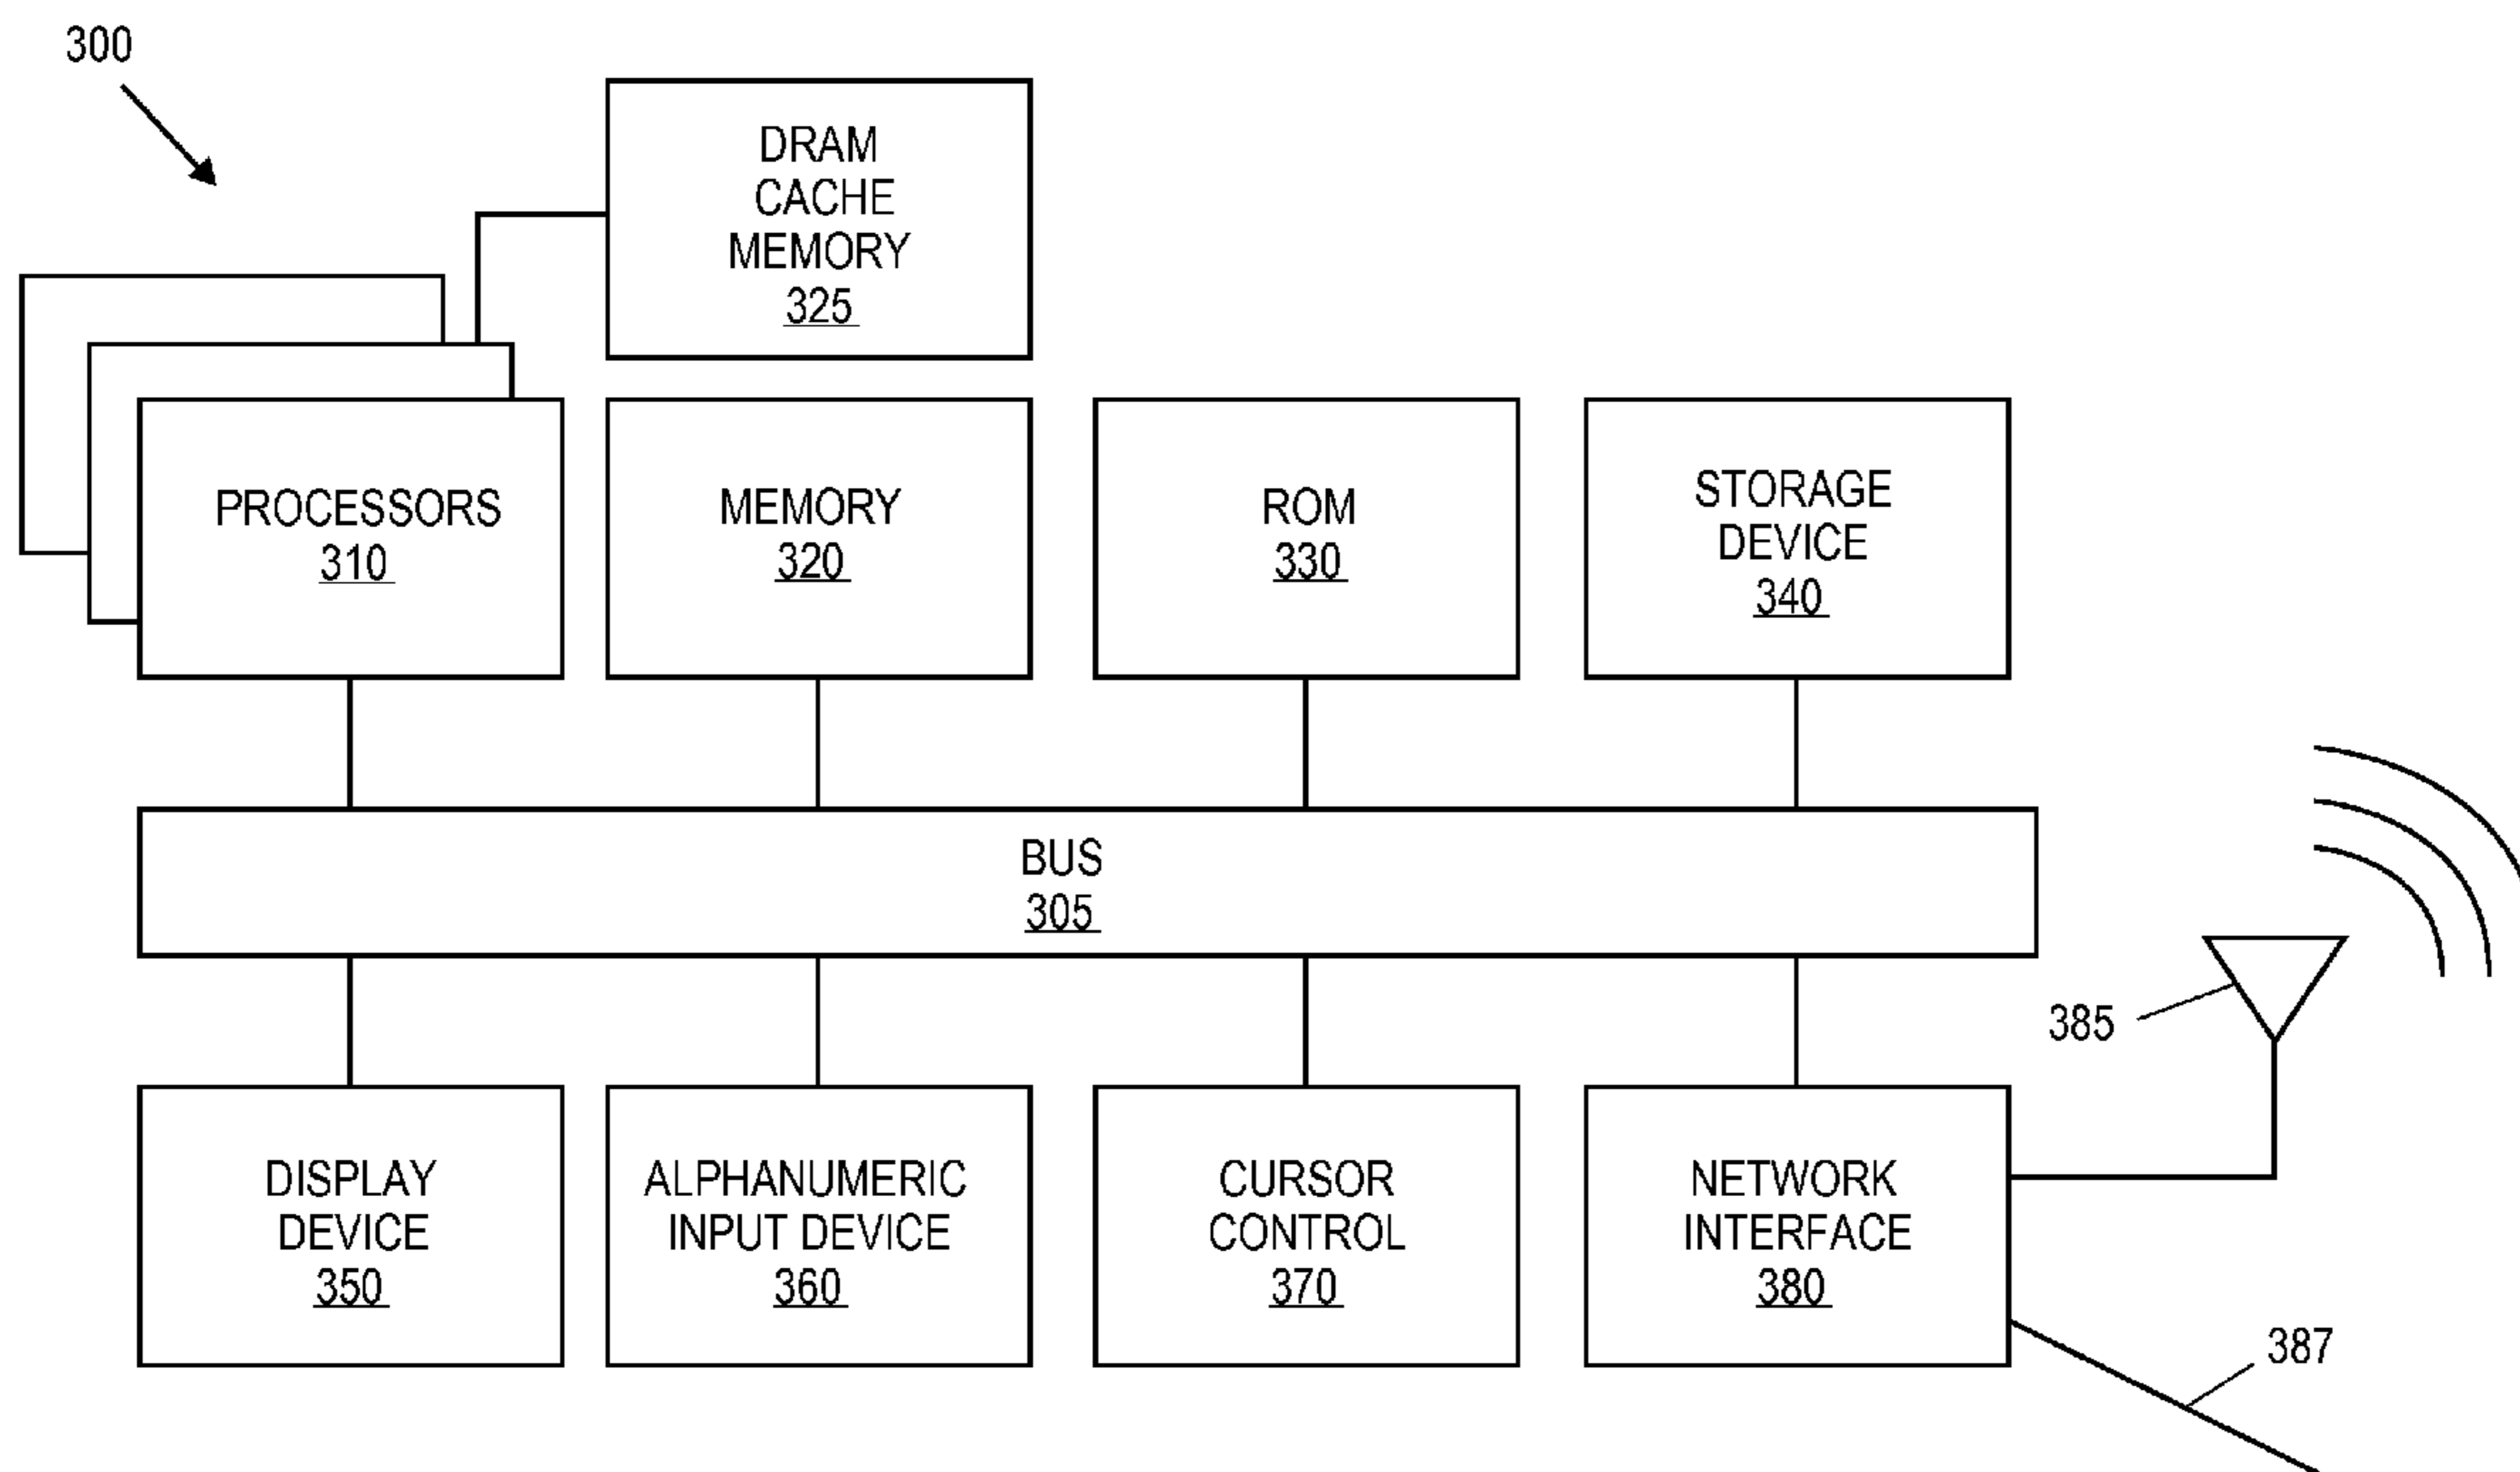 300
DRAM
CACHE
MEMORY
325
PROCESSORS
310
MEMORY
320
ROM
330
STORAGE
DEVICE
340
BUS
305
385
DISPLAY
DEVICE
350
ALPHANUMERIC
INPUT DEVICE
360
CURSOR
CONTROL
370
NETWORK
INTERFACE
380
387